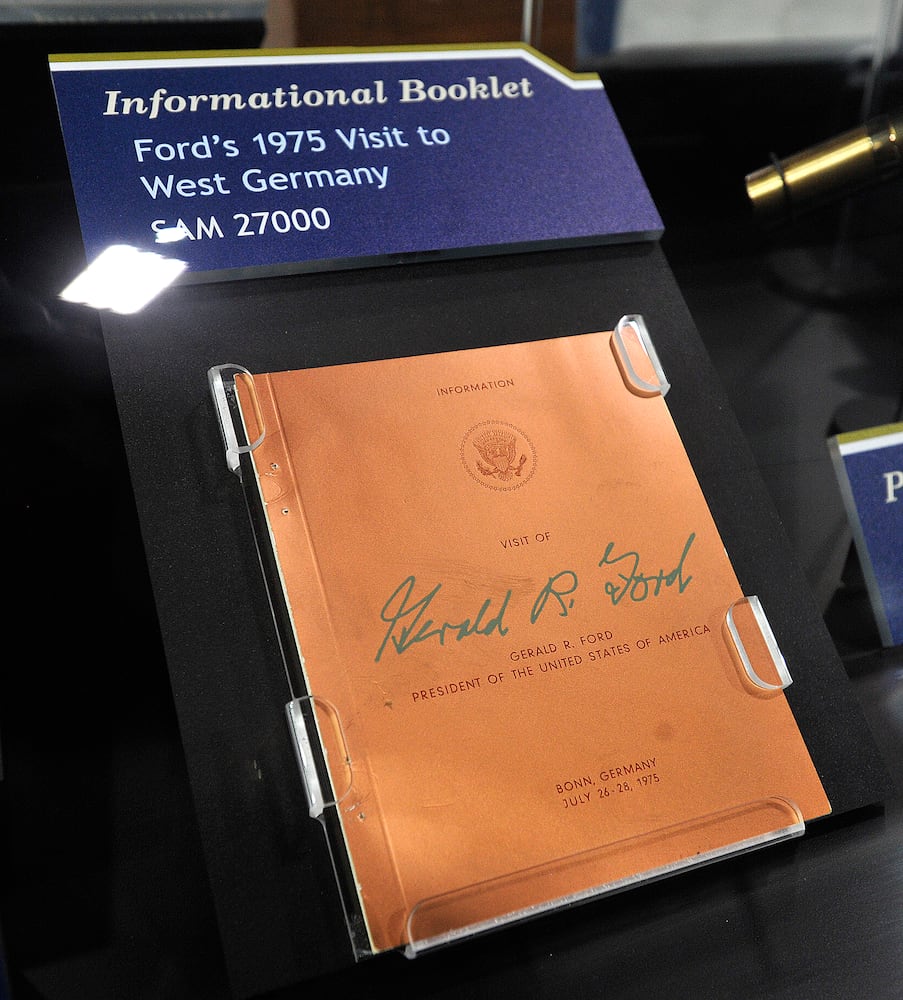 Informational Booklet
Ford's 1975 Visit to
West Germany
SAM 27000
INFORMATION
VISIT OF
Gerald R. Ford
GERALD R. FORD
PRESIDENT OF THE UNITED STATES OF AMERICA
BONN, GERMANY
JULY 26-28, 1975
P